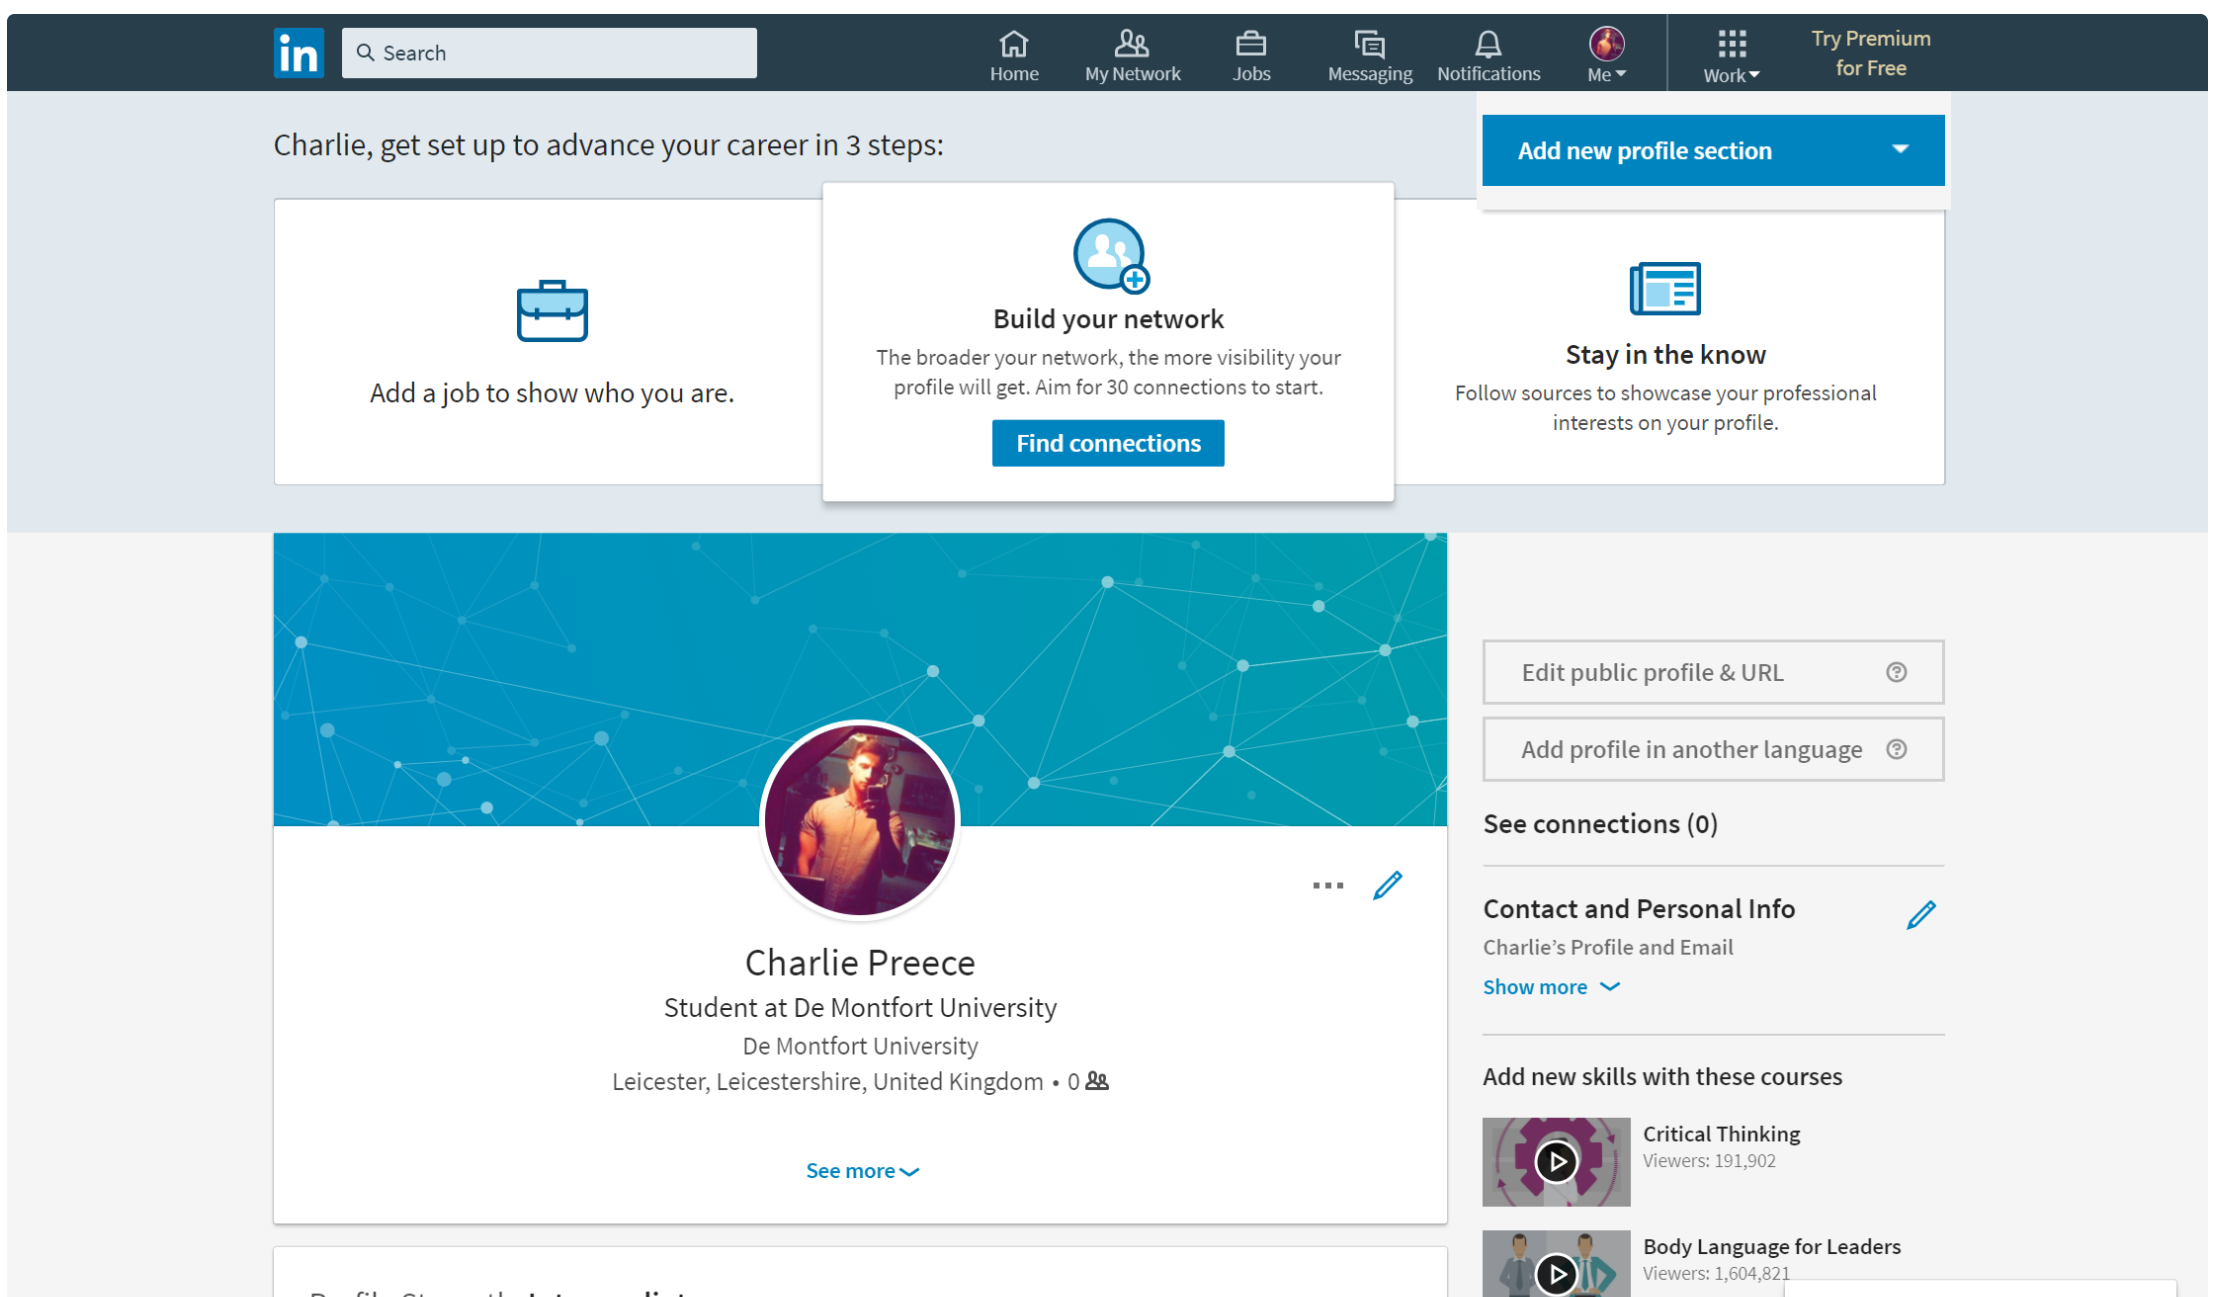 in
Search
Home
My Network
Jobs
Messaging
Notifications
Me
Work
Try Premium
for Free
Charlie, get set up to advance your career in 3 steps:
Add new profile section
Add a job to show who you are.
Build your network
The broader your network, the more visibility your
profile will get. Aim for 30 connections to start.
Find connections
Stay in the know
Follow sources to showcase your professional
interests on your profile.
Charlie Preece
Student at De Montfort University
De Montfort University
Leicester, Leicestershire, United Kingdom • 0
See more
Edit public profile & URL
Add profile in another language
See connections (0)
Contact and Personal Info
Charlie’s Profile and Email
Show more
Add new skills with these courses
Critical Thinking
Viewers: 191,902
Body Language for Leaders
Viewers: 1,604,821